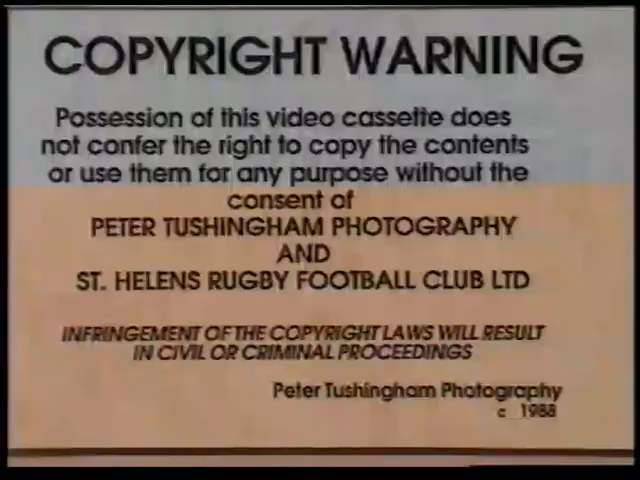 COPYRIGHT WARNING
Possession of this video cassette does
not confer the right to copy the contents
or use them for any purpose without the
consent of
PETER TUSHINGHAM PHOTOGRAPHY
AND
ST. HELENS RUGBY FOOTBALL CLUB LTD
INFRINGEMENT OF THE COPYRIGHT LAWS WILL RESULT
IN CIVIL OR CRIMINAL PROCEEDINGS
Peter Tushingham Photography
c 1988